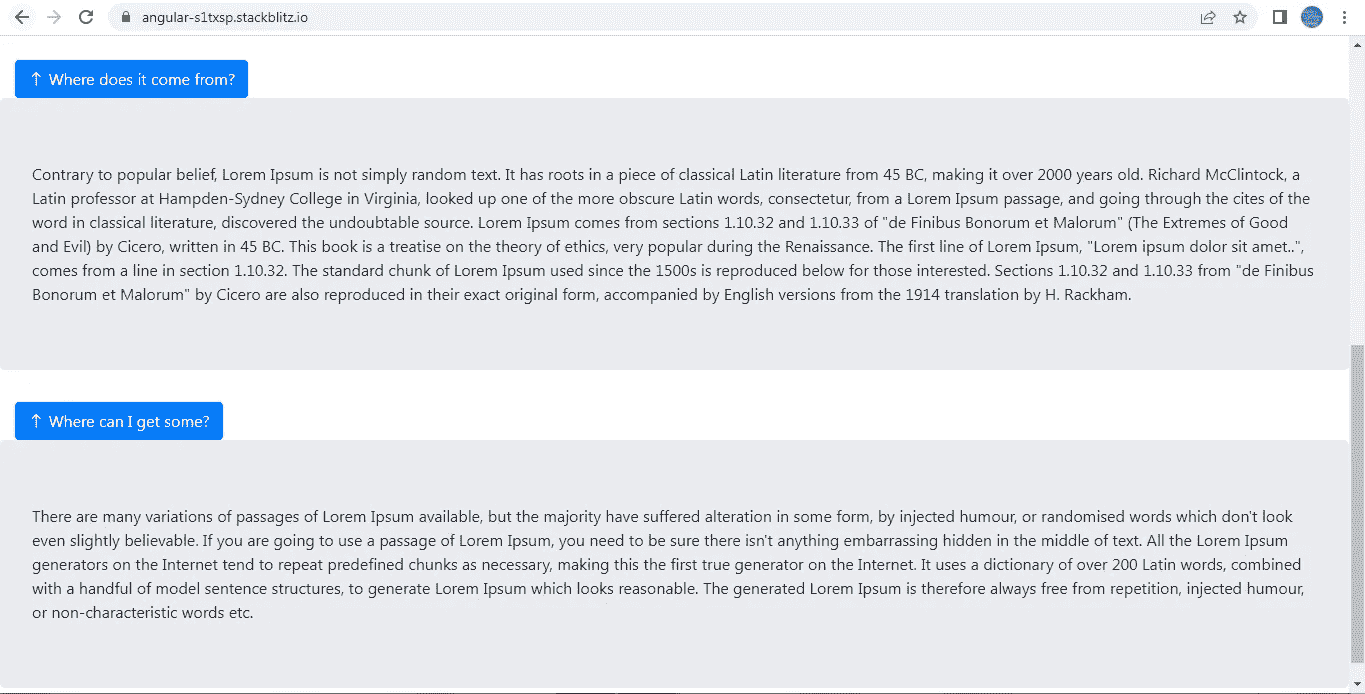 angular-s1txsp.stackblitz.io
↑ Where does it come from?
Contrary to popular belief, Lorem Ipsum is not simply random text. It has roots in a piece of classical Latin literature from 45 BC, making it over 2000 years old. Richard McClintock, a
Latin professor at Hampden-Sydney College in Virginia, looked up one of the more obscure Latin words, consectetur, from a Lorem Ipsum passage, and going through the cites of the
word in classical literature, discovered the undoubtable source. Lorem Ipsum comes from sections 1.10.32 and 1.10.33 of "de Finibus Bonorum et Malorum" (The Extremes of Good
and Evil) by Cicero, written in 45 BC. This book is a treatise on the theory of ethics, very popular during the Renaissance. The first line of Lorem Ipsum, "Lorem ipsum dolor sit amet..",
comes from a line in section 1.10.32. The standard chunk of Lorem Ipsum used since the 1500s is reproduced below for those interested. Sections 1.10.32 and 1.10.33 from "de Finibus
Bonorum et Malorum" by Cicero are also reproduced in their exact original form, accompanied by English versions from the 1914 translation by H. Rackham.
↑ Where can I get some?
There are many variations of passages of Lorem Ipsum available, but the majority have suffered alteration in some form, by injected humour, or randomised words which don't look
even slightly believable. If you are going to use a passage of Lorem Ipsum, you need to be sure there isn't anything embarrassing hidden in the middle of text. All the Lorem Ipsum
generators on the Internet tend to repeat predefined chunks as necessary, making this the first true generator on the Internet. It uses a dictionary of over 200 Latin words, combined
with a handful of model sentence structures, to generate Lorem Ipsum which looks reasonable. The generated Lorem Ipsum is therefore always free from repetition, injected humour,
or non-characteristic words etc.